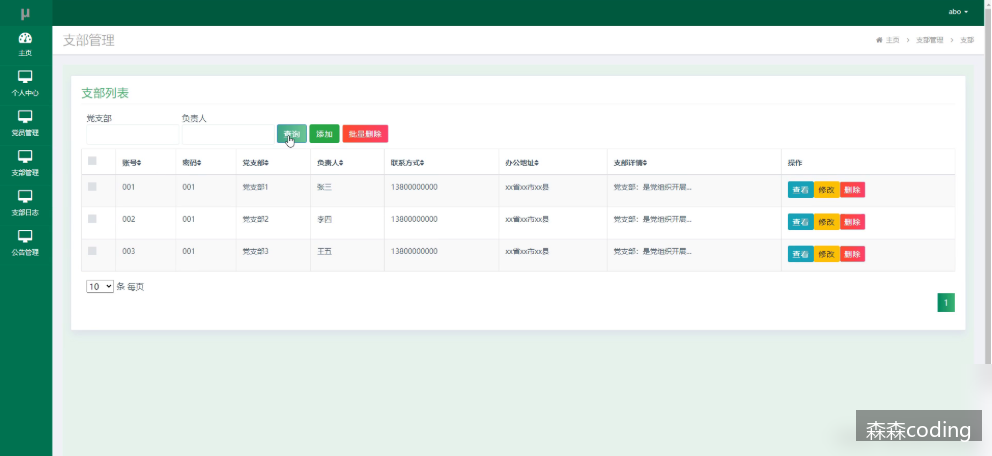 μ
abo
主页
个人中心
党员管理
支部管理
支部日志
公告管理
支部管理
主页 > 支部管理 > 支部
支部列表
党支部 负责人
查询 添加 批量删除
账号 密码 党支部 负责人 联系方式 办公地址 支部详情 操作
001 001 党支部1 张三 13800000000 xx省xx市xx县 党支部：是党组织开展... 查看 修改 删除
002 001 党支部2 李四 13800000000 xx省xx市xx县 党支部：是党组织开展... 查看 修改 删除
003 001 党支部3 王五 13800000000 xx省xx市xx县 党支部：是党组织开展... 查看 修改 删除
10 条 每页
1
森森coding